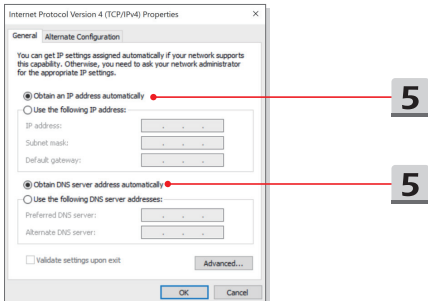 Internet Protocol Version 4 (TCP/IPv4) Properties
General Alternate Configuration
You can get IP settings assigned automatically if your network supports
this capability. Otherwise, you need to ask your network administrator
for the appropriate IP settings.
Obtain an IP address automatically
5
Use the following IP address:
IP address:
Subnet mask:
Default gateway:
Obtain DNS server address automatically
5
Use the following DNS server addresses:
Preferred DNS server:
Alternate DNS server:
Validate settings upon exit
Advanced...
OK Cancel